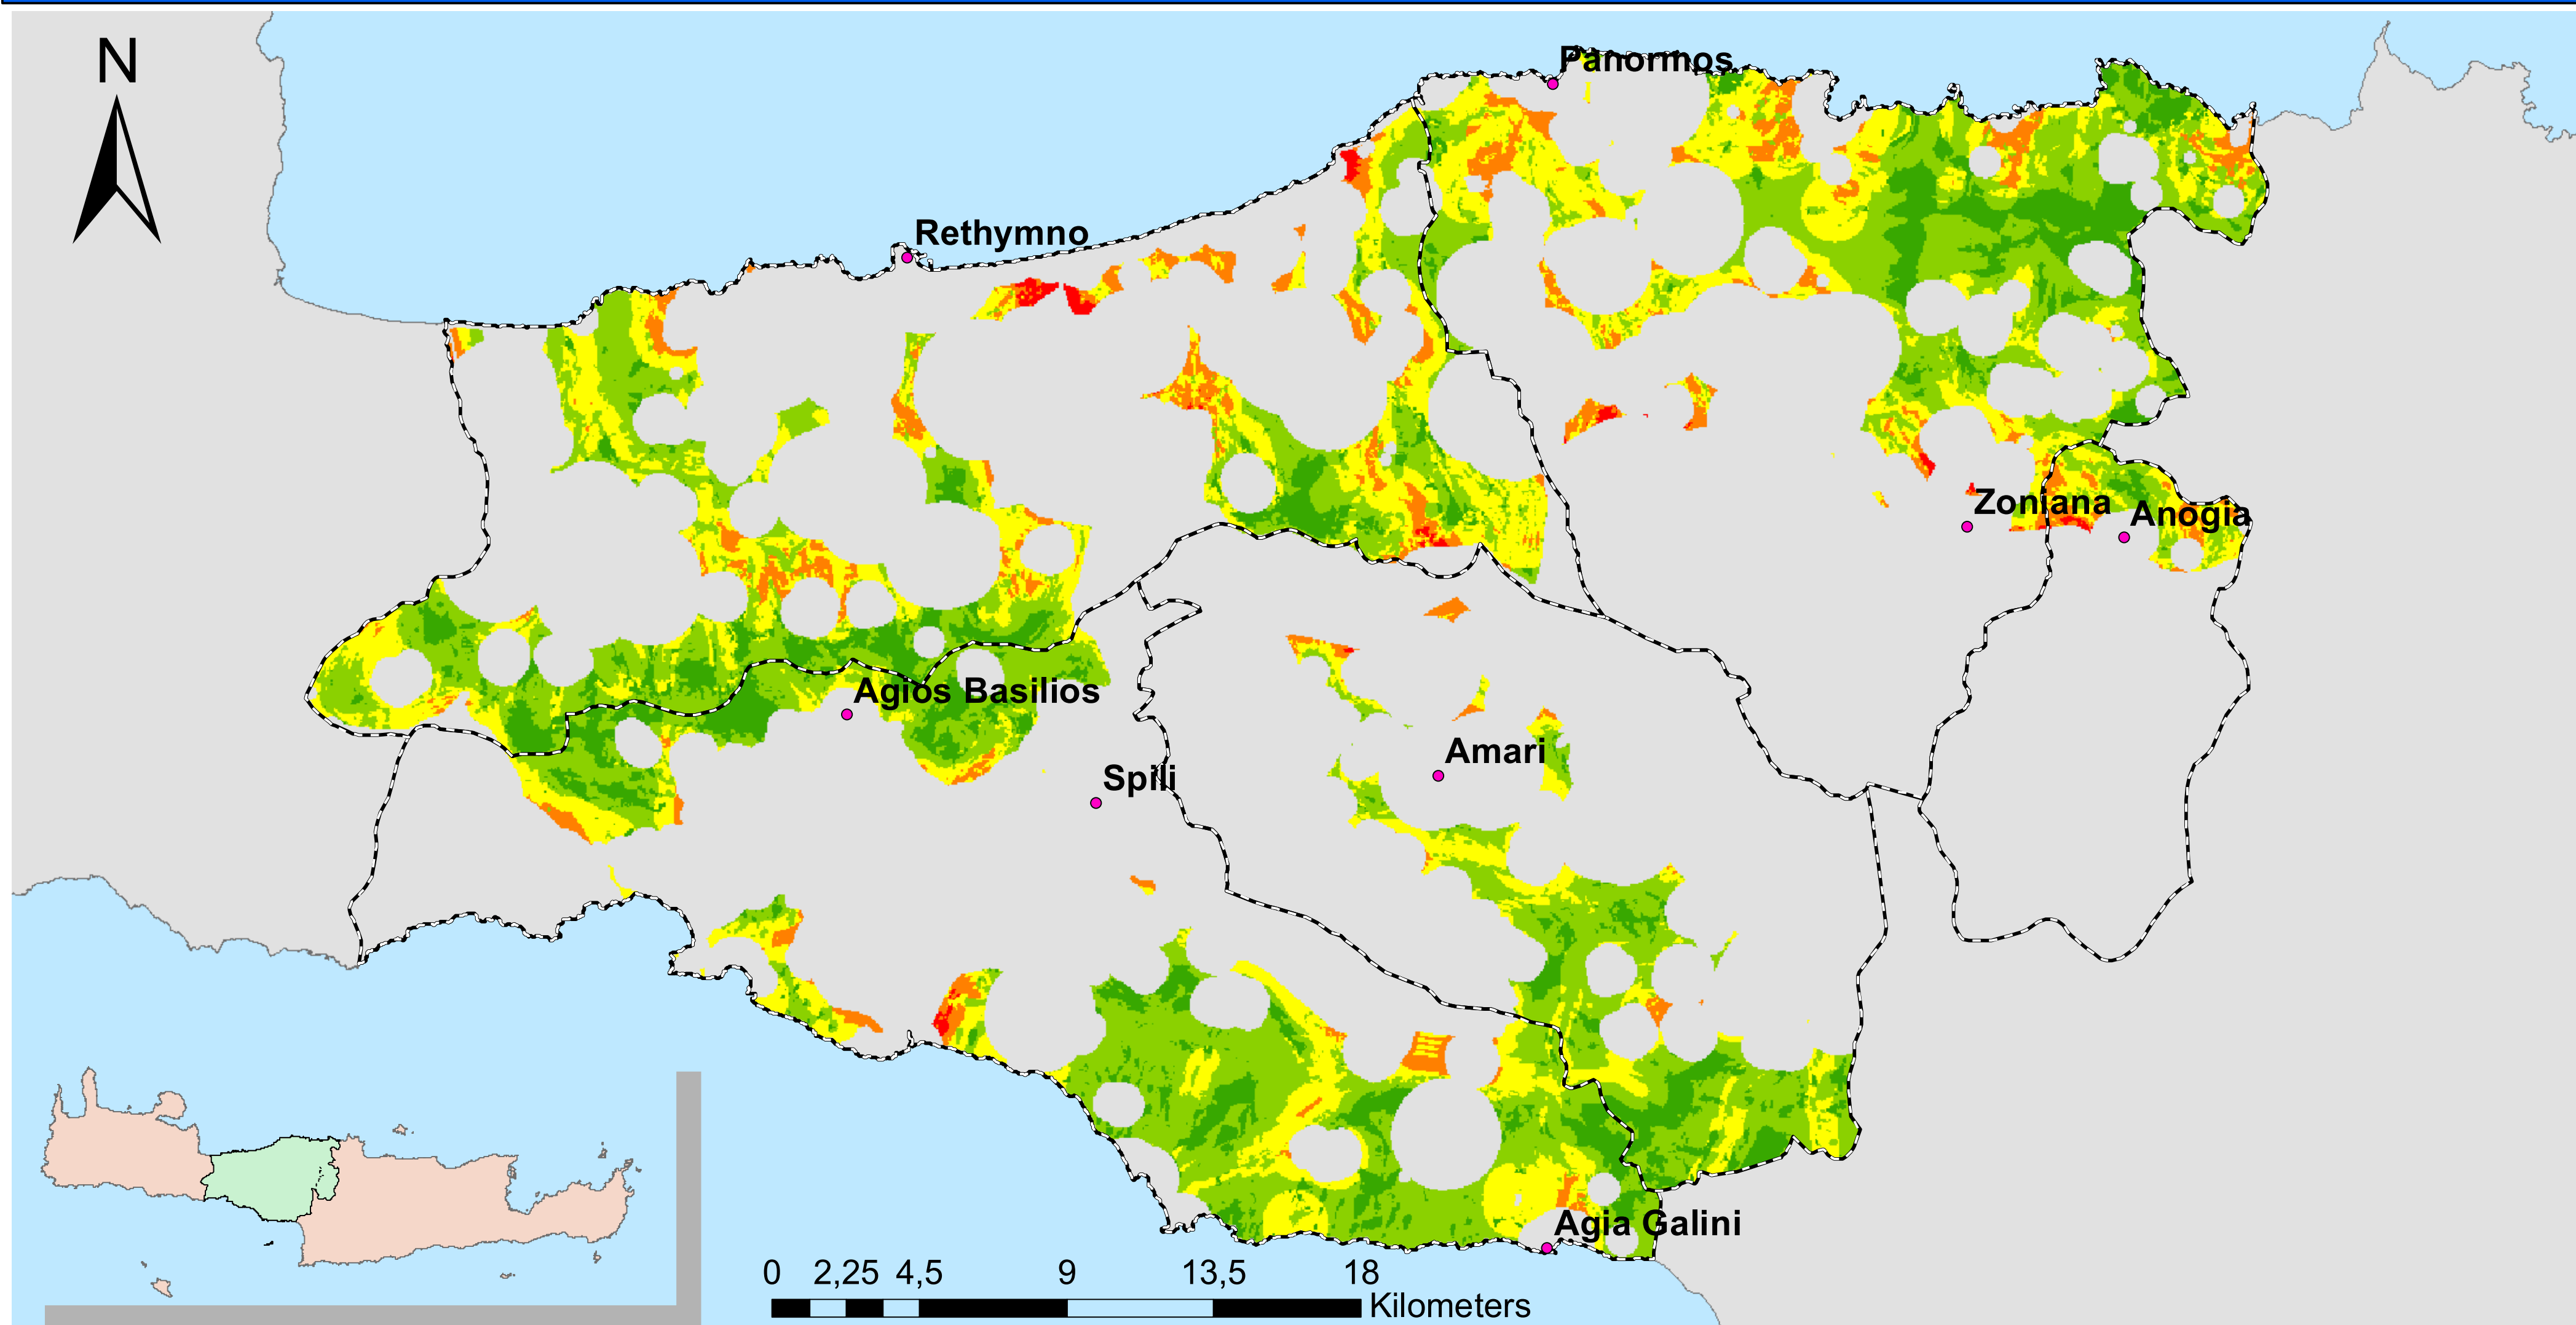 N
Panormos
Rethymno
Zoniana
Anogia
Agios Basilios
Amari
Spili
Agia Galini
0 2,25 4,5 9 13,5 18
Kilometers